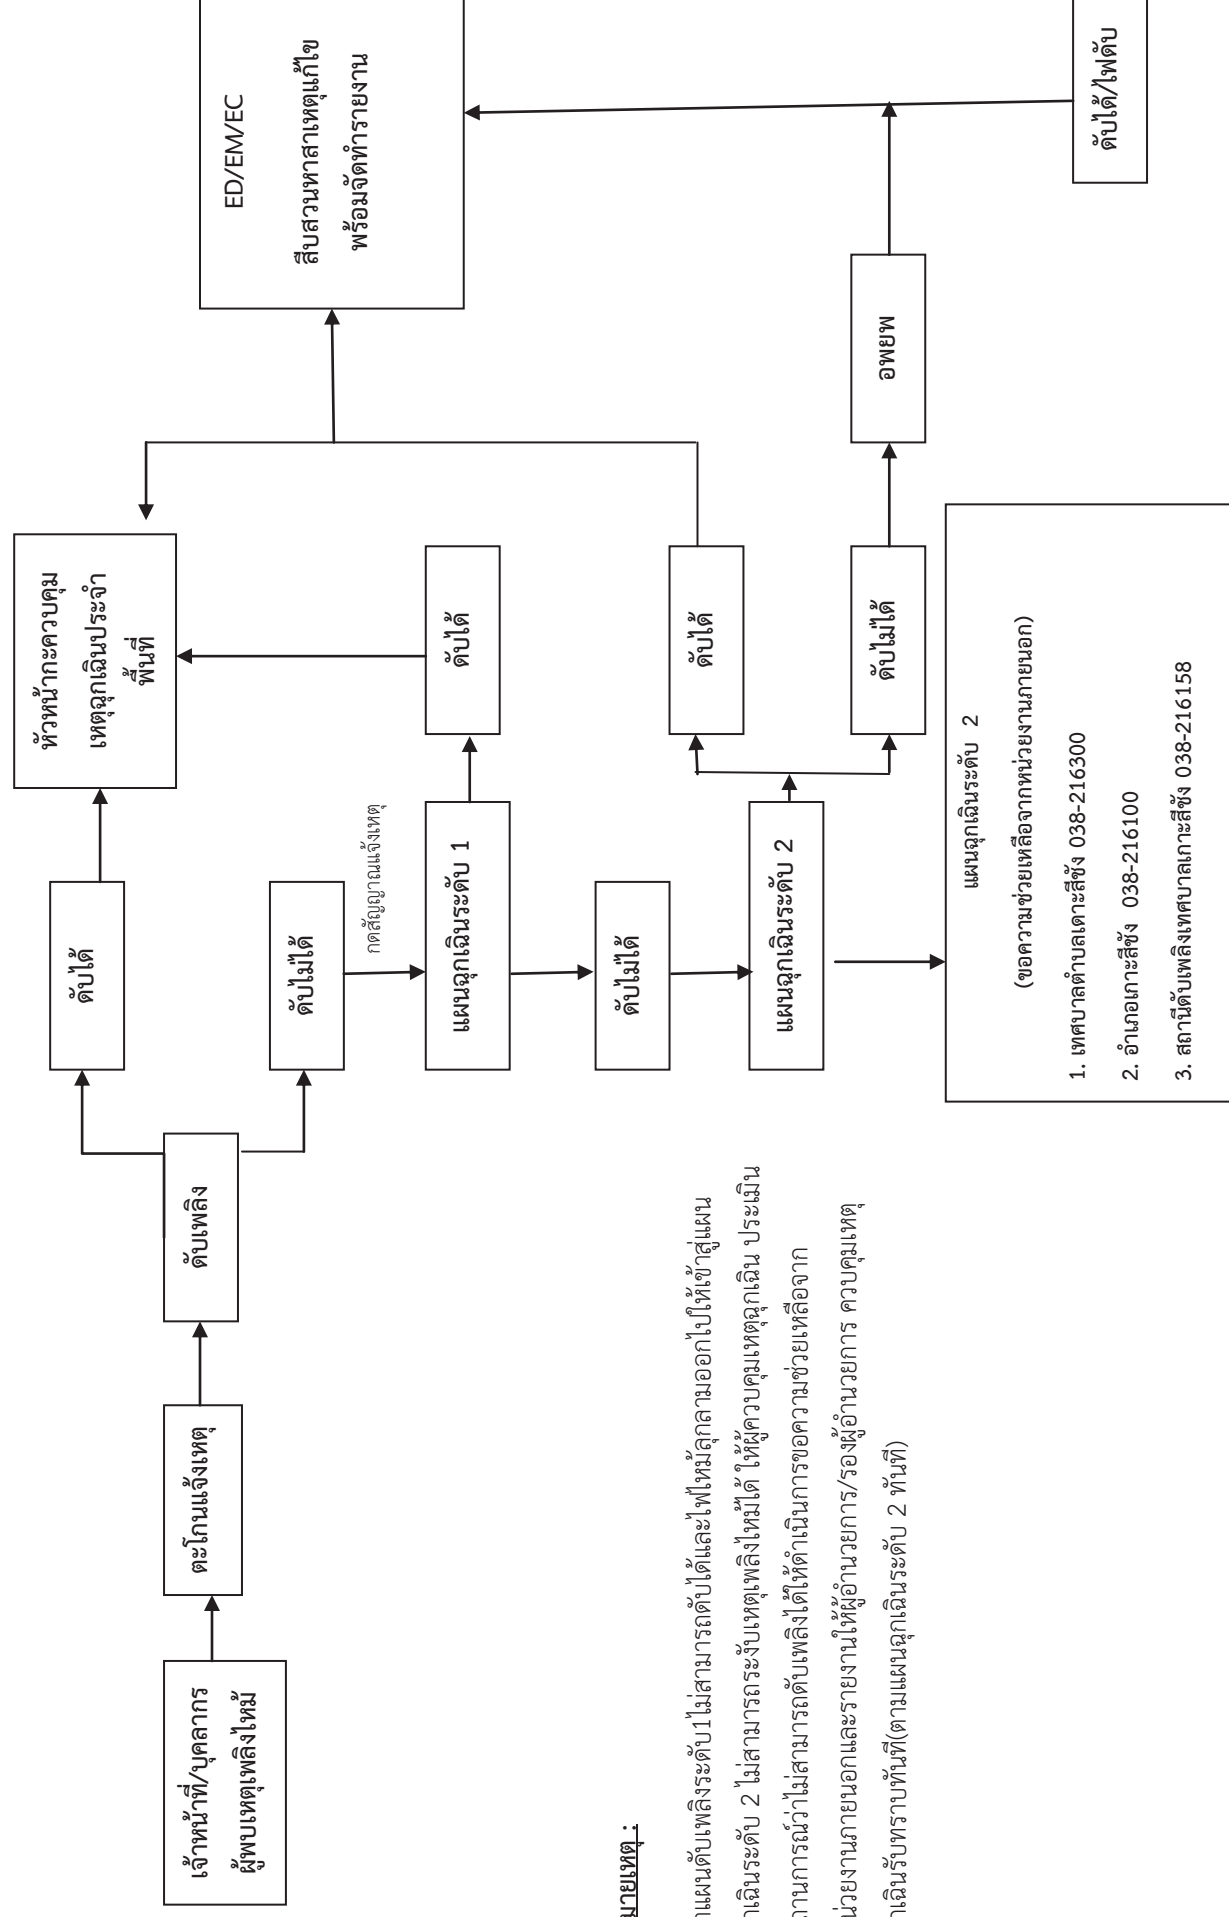 เจ้าหน้าที่/บุคลากร
ผู้พบเหตุเพลิงไหม้
ตะโกนแจ้งเหตุ
ดับเพลิง
ดับได้
หัวหน้ากะควบคุม
เหตุฉุกเฉินประจำ
พื้นที่
ED/EM/EC
สืบสวนหาสาเหตุแก้ไข
พร้อมจัดทำรายงาน
ดับไม่ได้
กดสัญญาณแจ้งเหตุ
แผนฉุกเฉินระดับ 1
ดับได้
ดับไม่ได้
แผนฉุกเฉินระดับ 2
ดับได้
ดับไม่ได้
อพยพ
ดับได้/ไฟดับ
แผนฉุกเฉินระดับ 2
(ขอความช่วยเหลือจากหน่วยงานภายนอก)
1. เทศบาลตำบลเดาะสีชัง 038-216300
2. อำเภอเกาะสีชัง 038-216100
3. สถานีดับเพลิงเทศบาลเกาะสีชัง 038-216158
มายเหตุ :
แผนดับเพลิงระดับ1ไม่สามารถดับได้และไฟไหม้ลุกลามออกไปให้เข้าสู่แผน
กเฉินระดับ 2 ไม่สามารถระงับเหตุเพลิงไหม้ได้ ให้ผู้ควบคุมเหตุฉุกเฉิน ประเมิน
านการณ์ว่าไม่สามารถดับเพลิงได้ให้ดำเนินการขอความช่วยเหลือจาก
น่วยงานภายนอกและรายงานให้ผู้อำนวยการ/รองผู้อำนวยการ ควบคุมเหตุ
กเฉินรับทราบทันที(ตามแผนฉุกเฉินระดับ 2 ทันที)